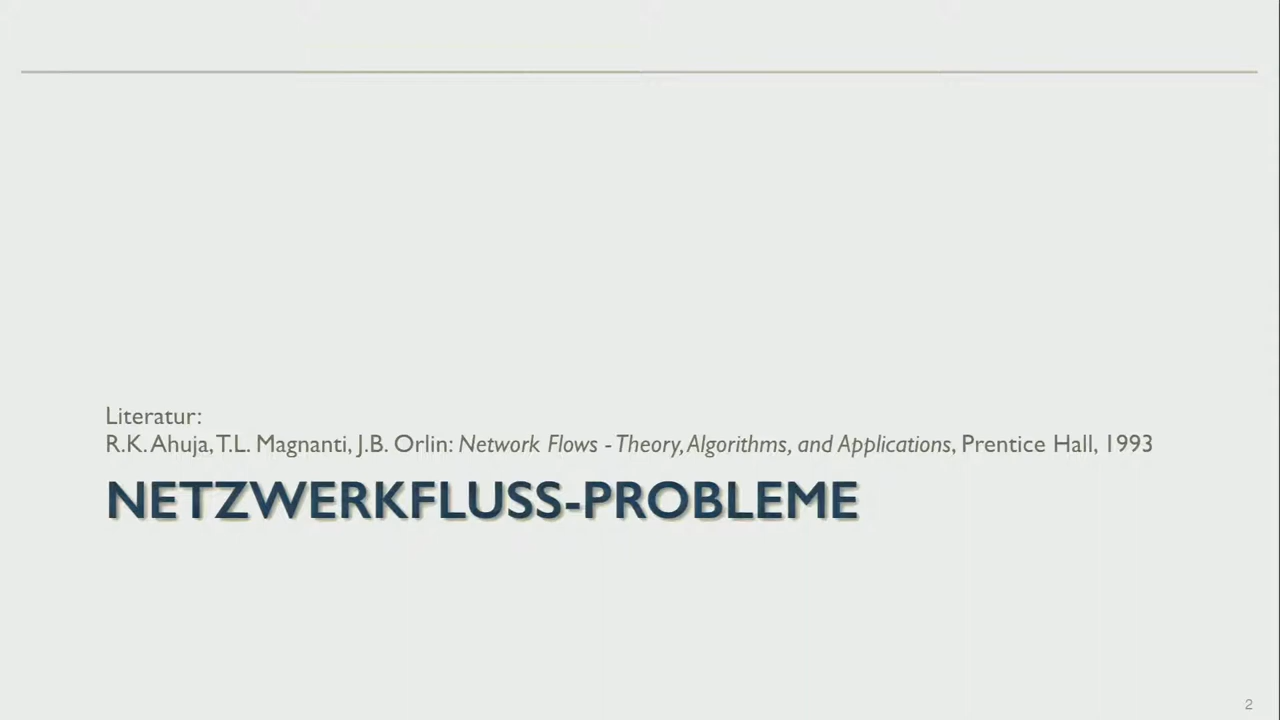 Literatur:
R.K. Ahuja, T.L. Magnanti, J.B. Orlin: Network Flows - Theory, Algorithms, and Applications, Prentice Hall, 1993
NETZWERKFLUSS-PROBLEME
2